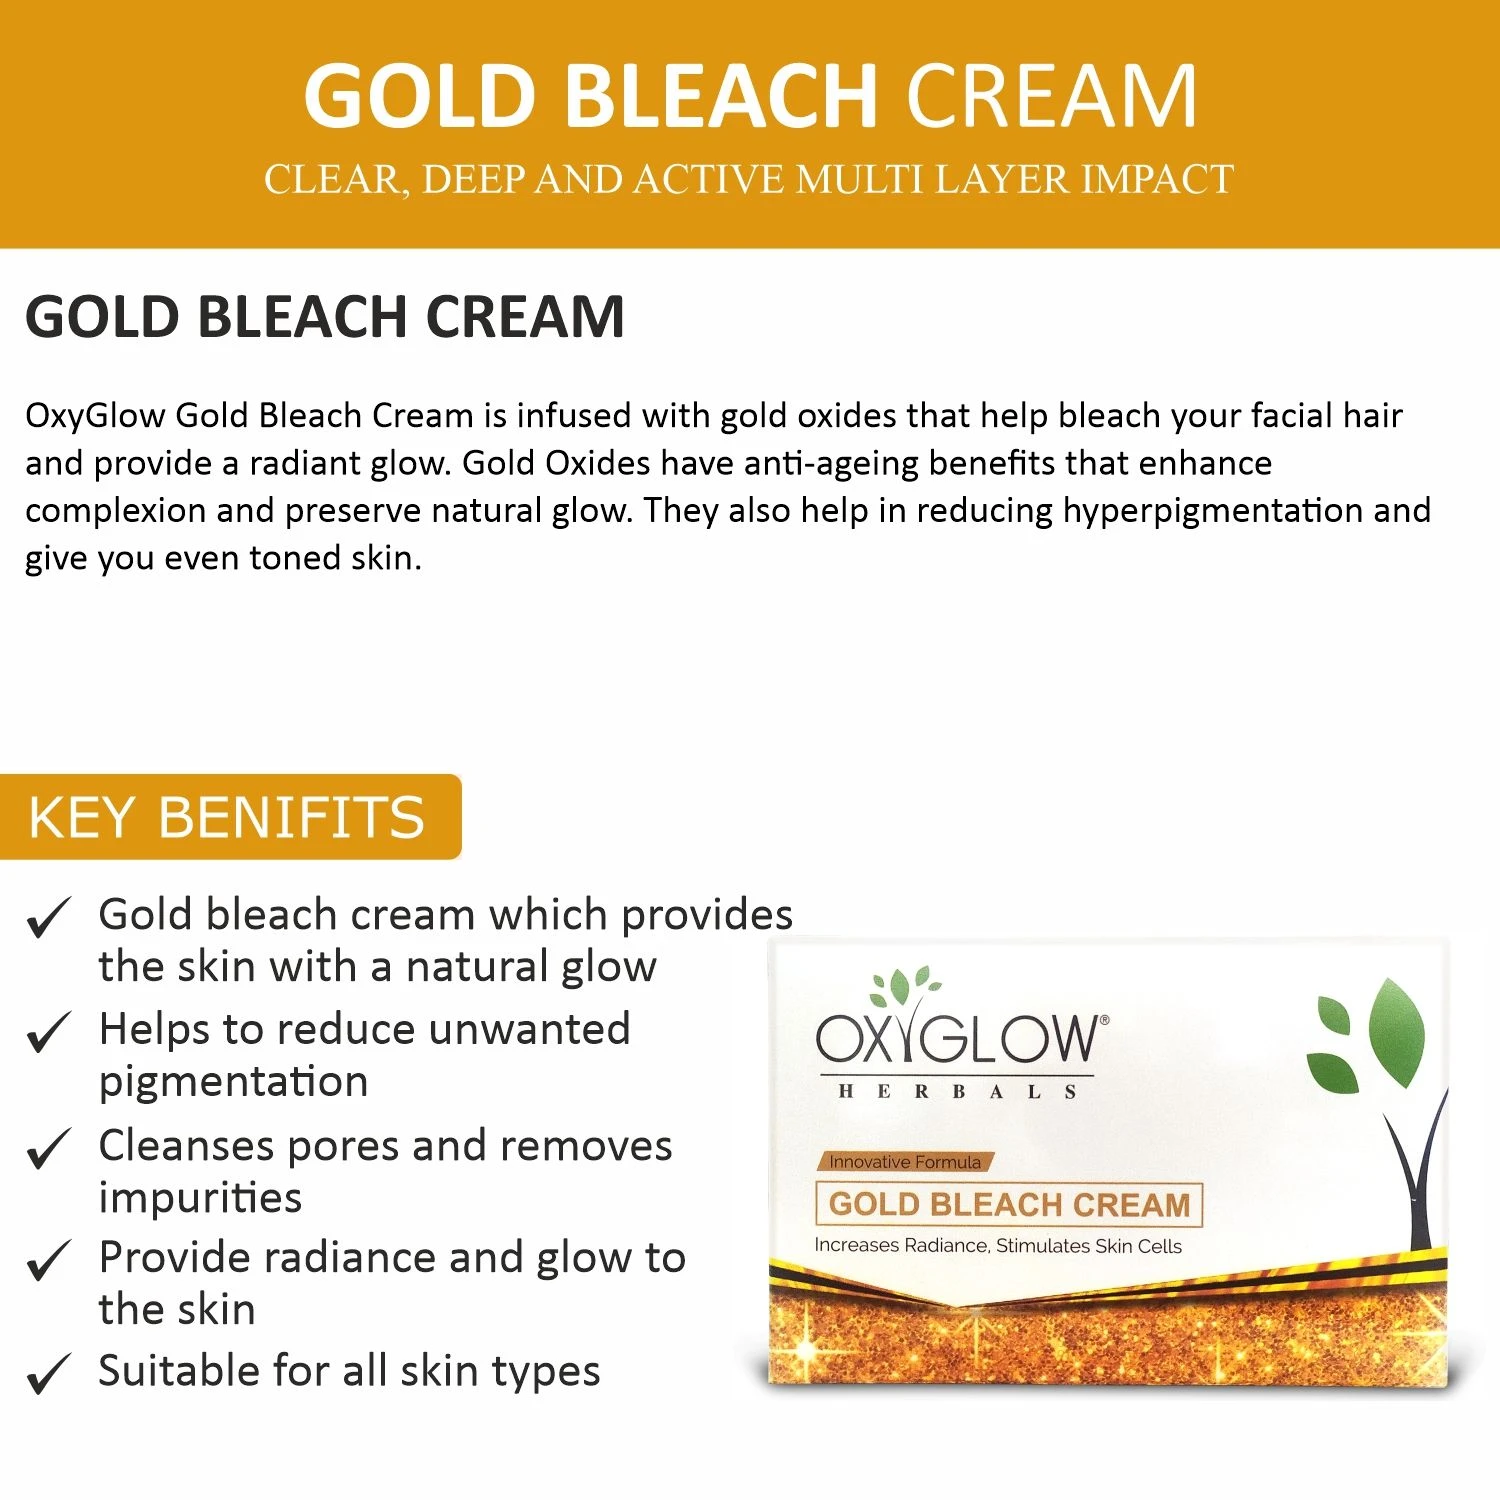 GOLD BLEACH CREAM
CLEAR, DEEP AND ACTIVE MULTI LAYER IMPACT
GOLD BLEACH CREAM
OxyGlow Gold Bleach Cream is infused with gold oxides that help bleach your facial hair
and provide a radiant glow. Gold Oxides have anti-ageing benefits that enhance
complexion and preserve natural glow. They also help in reducing hyperpigmentation and
give you even toned skin.
KEY BENIFITS
✓ Gold bleach cream which provides
the skin with a natural glow
✓ Helps to reduce unwanted
pigmentation
✓ Cleanses pores and removes
impurities
✓ Provide radiance and glow to
the skin
✓ Suitable for all skin types
OXYGLOW®
HERBALS
Innovative Formula
GOLD BLEACH CREAM
Increases Radiance, Stimulates Skin Cells